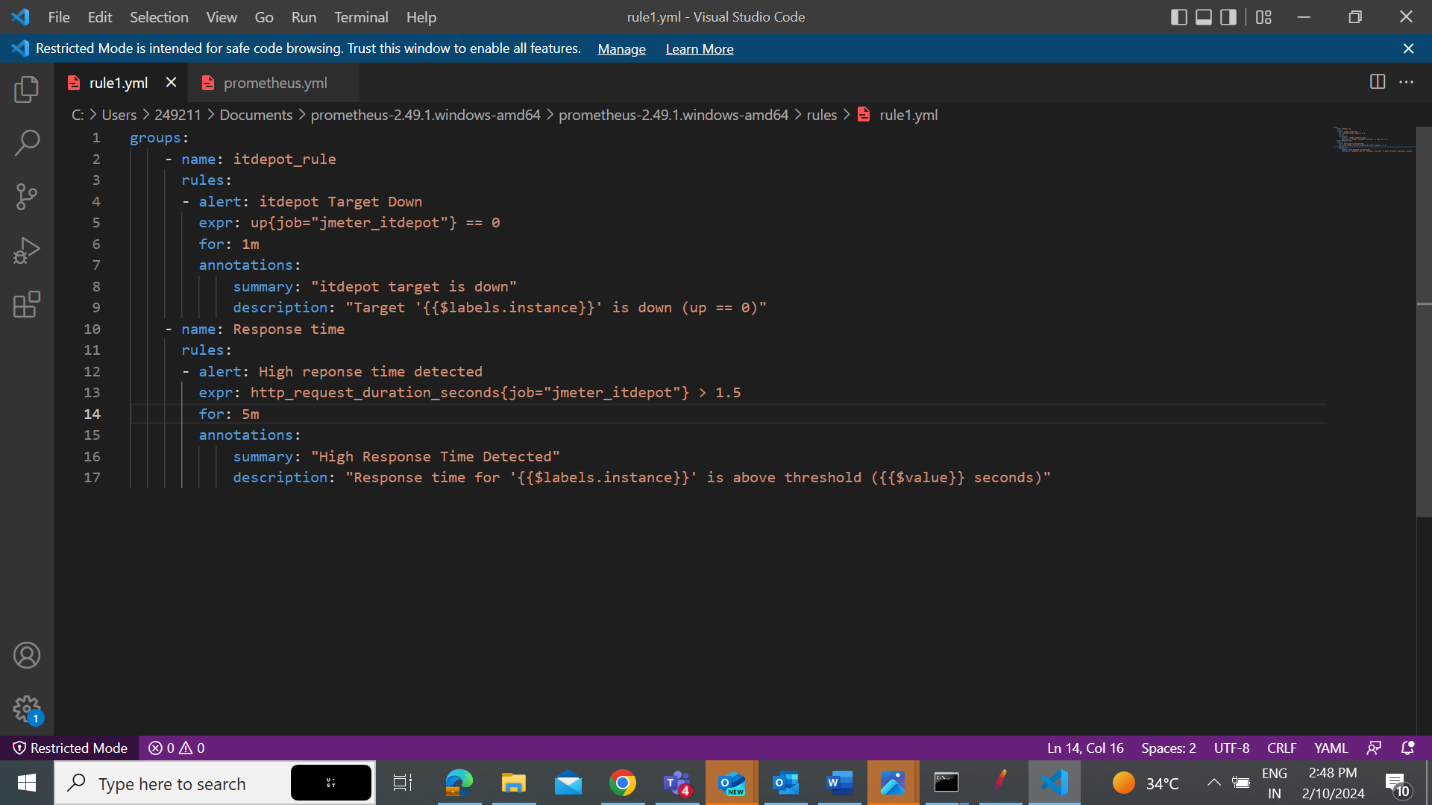 File Edit Selection View Go Run Terminal Help rule1.yml - Visual Studio Code
Restricted Mode is intended for safe code browsing. Trust this window to enable all features. Manage Learn More
rule1.yml prometheus.yml
C: > Users > 249211 > Documents > prometheus-2.49.1.windows-amd64 > prometheus-2.49.1.windows-amd64 > rules > rule1.yml
1 groups:
2 - name: itdepot_rule
3 rules:
4 - alert: itdepot Target Down
5 expr: up{job="jmeter_itdepot"} == 0
6 for: 1m
7 annotations:
8 summary: "itdepot target is down"
9 description: "Target '{{$labels.instance}}' is down (up == 0)"
10 - name: Response time
11 rules:
12 - alert: High reponse time detected
13 expr: http_request_duration_seconds{job="jmeter_itdepot"} > 1.5
14 for: 5m
15 annotations:
16 summary: "High Response Time Detected"
17 description: "Response time for '{{$labels.instance}}' is above threshold ({{$value}} seconds)"
1
Restricted Mode 0 0 Ln 14, Col 16 Spaces: 2 UTF-8 CRLF YAML
Type here to search 4 NEW 34°C ENG 2:48 PM
IN 2/10/2024 10